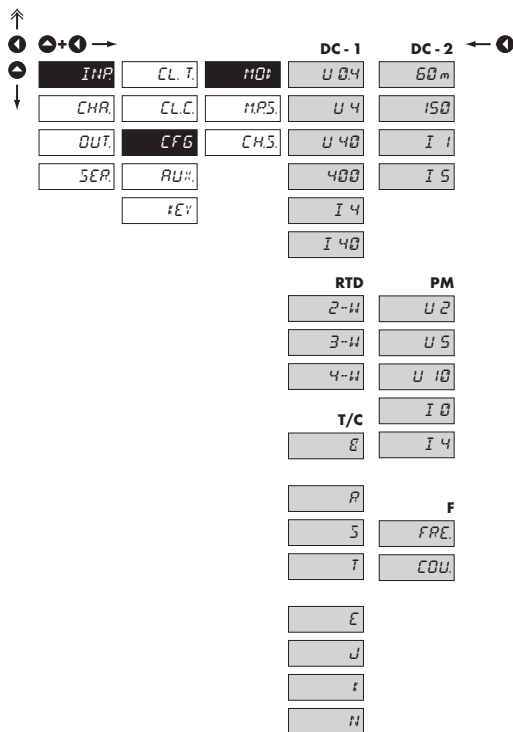 DC - 1 DC - 2
INP. CL. T. MOD U 0.4 60 m
CHA. CL.C. M.P.S. U 4 150
OUT. CFG CH.S. U 40 I 1
SER. AUX. 400 I 5
KEY I 4
I 40
RTD PM
2-W U 2
3-W U 5
4-W U 10
T/C I 0
B I 4
R F
S FRE.
T COU.
E
J
K
N